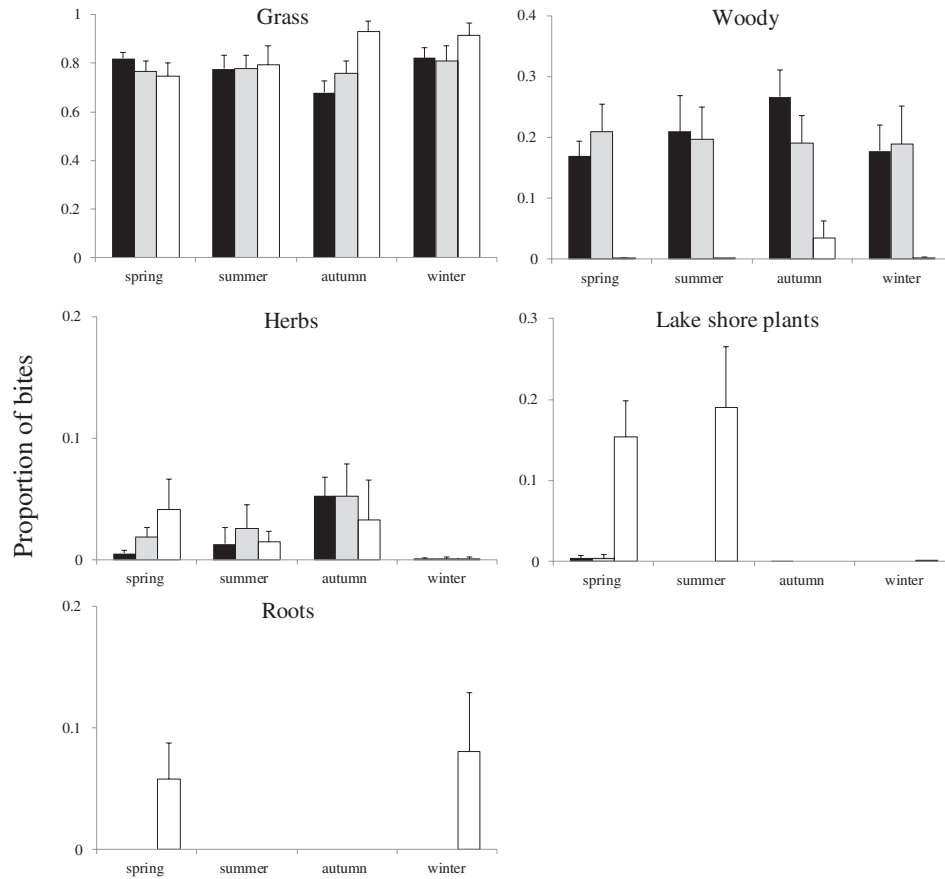 Grass
1
0.8
0.6
0.4
0.2
0
spring summer autumn winter
Woody
0.4
0.3
0.2
0.1
0
spring summer autumn winter
Proportion of bites
Herbs
0.2
0.1
0
spring summer autumn winter
Lake shore plants
0.3
0.2
0.1
0
spring summer autumn winter
Roots
0.2
0.1
0
spring summer autumn winter